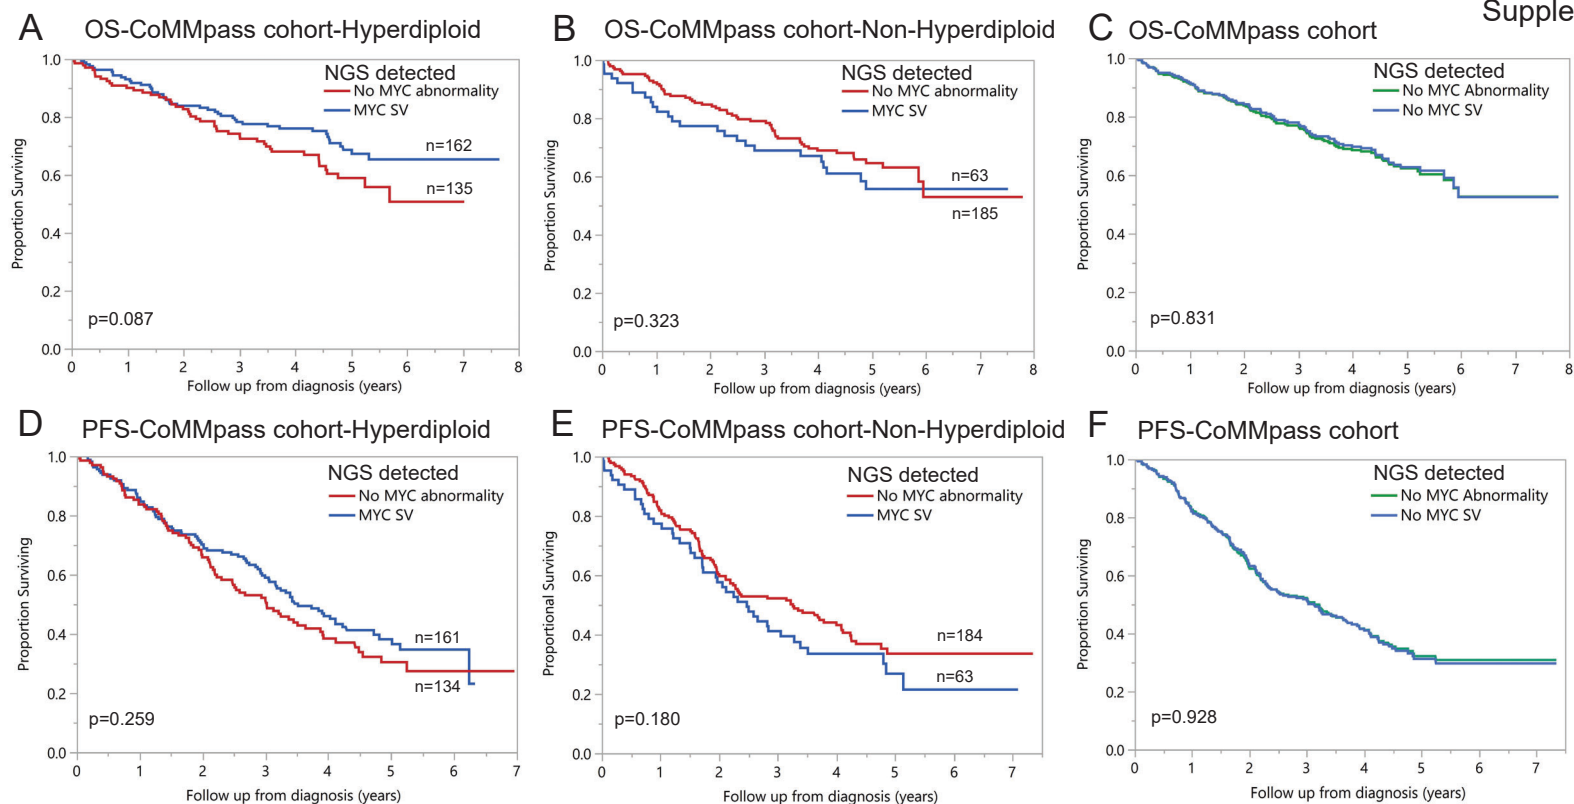 Supple
A OS-CoMMpass cohort-Hyperdiploid
NGS detected
No MYC abnormality
MYC SV
n=162
n=135
p=0.087
Proportion Surviving
1.0
0.8
0.6
0.4
0.2
0.0
0 1 2 3 4 5 6 7 8
Follow up from diagnosis (years)
B OS-CoMMpass cohort-Non-Hyperdiploid
NGS detected
No MYC abnormality
MYC SV
n=63
n=185
p=0.323
Proportion Surviving
1.0
0.8
0.6
0.4
0.2
0.0
0 1 2 3 4 5 6 7 8
Follow up from diagnosis (years)
C OS-CoMMpass cohort
NGS detected
No MYC Abnormality
No MYC SV
p=0.831
Proportion Surviving
1.0
0.8
0.6
0.4
0.2
0.0
0 1 2 3 4 5 6 7 8
Follow up from diagnosis (years)
D PFS-CoMMpass cohort-Hyperdiploid
NGS detected
No MYC abnormality
MYC SV
n=161
n=134
p=0.259
Proportion Surviving
1.0
0.8
0.6
0.4
0.2
0.0
0 1 2 3 4 5 6 7
Follow up from diagnosis (years)
E PFS-CoMMpass cohort-Non-Hyperdiploid
NGS detected
No MYC abnormality
MYC SV
n=184
n=63
p=0.180
Proportional Surviving
1.0
0.8
0.6
0.4
0.2
0.0
0 1 2 3 4 5 6 7
Follow up from diagnosis (years)
F PFS-CoMMpass cohort
NGS detected
No MYC Abnormality
No MYC SV
p=0.928
Proportion Surviving
1.0
0.8
0.6
0.4
0.2
0.0
0 1 2 3 4 5 6 7
Follow up from diagnosis (years)